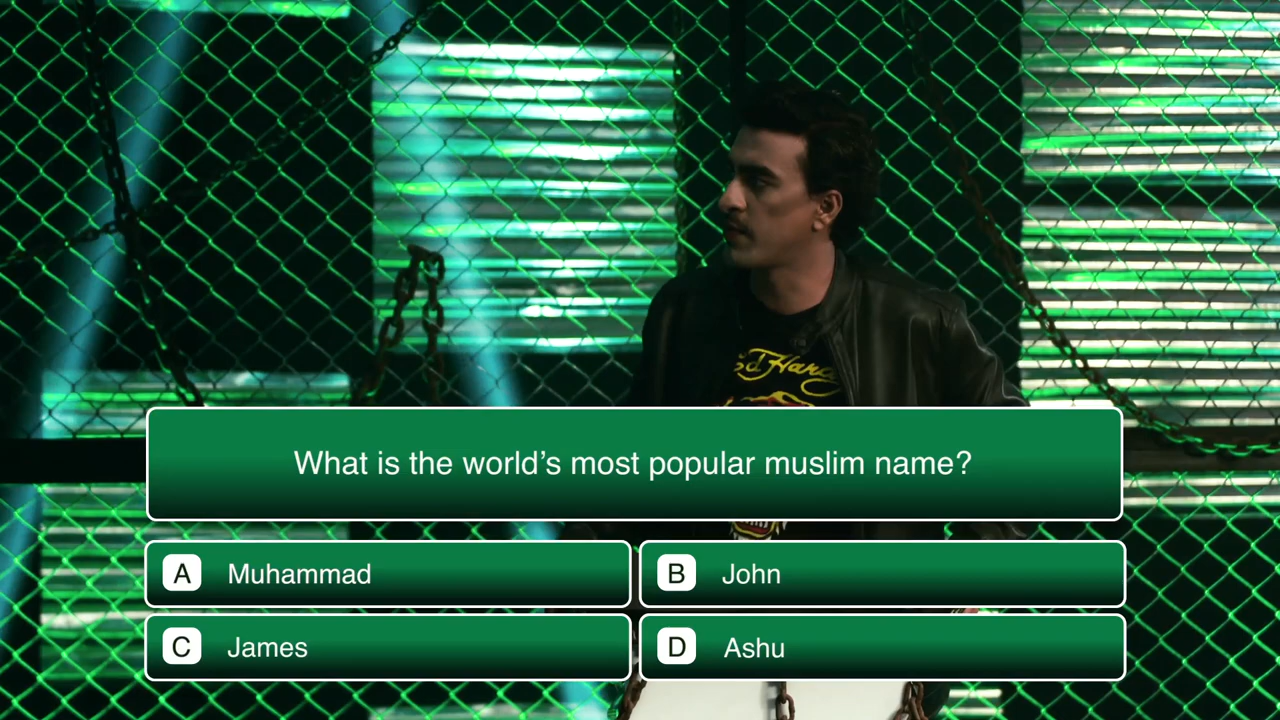 What is the world’s most popular muslim name?
A Muhammad
B John
C James
D Ashu